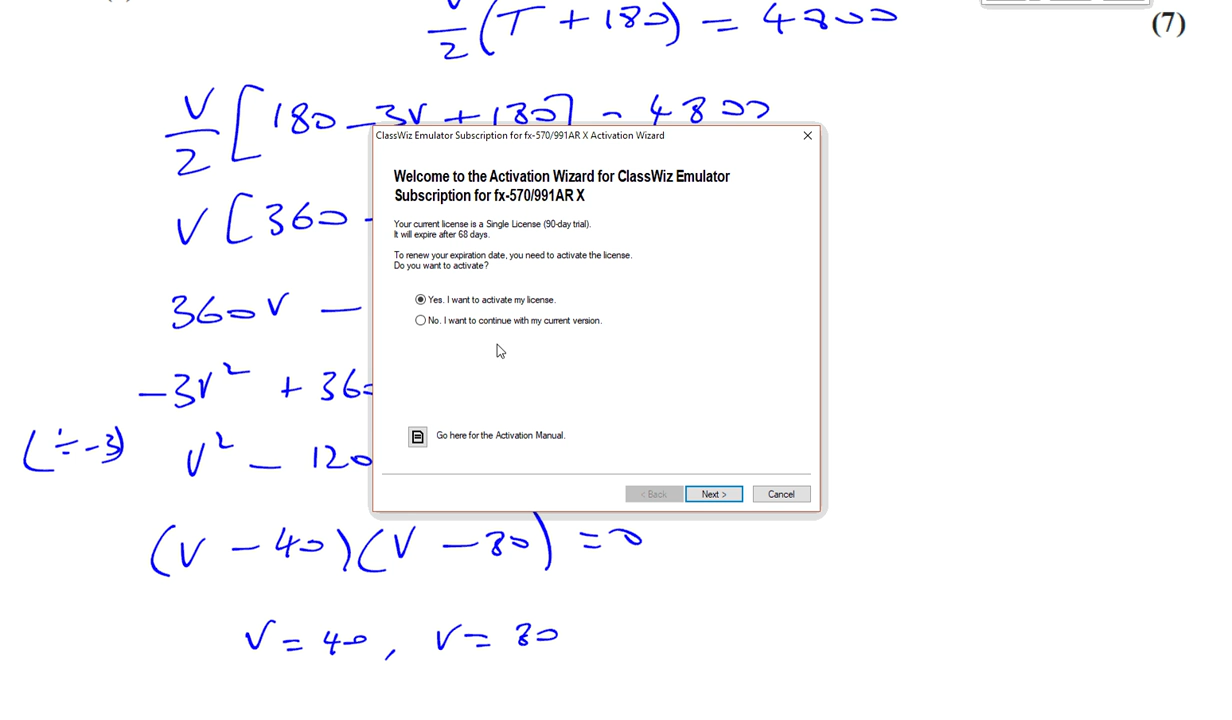 V/2 (T + 180) = 4800
(7)
V/2 [180 - 3V + 180] = 4800
V [360 -
360V -
-3V² + 360
(÷ -3) V² - 120
(V - 40)(V - 80) = 0
V = 40, V = 80
ClassWiz Emulator Subscription for fx-570/991AR X Activation Wizard
Welcome to the Activation Wizard for ClassWiz Emulator
Subscription for fx-570/991AR X
Your current license is a Single License (90-day trial).
It will expire after 68 days.
To renew your expiration date, you need to activate the license.
Do you want to activate?
Yes. I want to activate my license.
No. I want to continue with my current version.
Go here for the Activation Manual.
< Back Next > Cancel